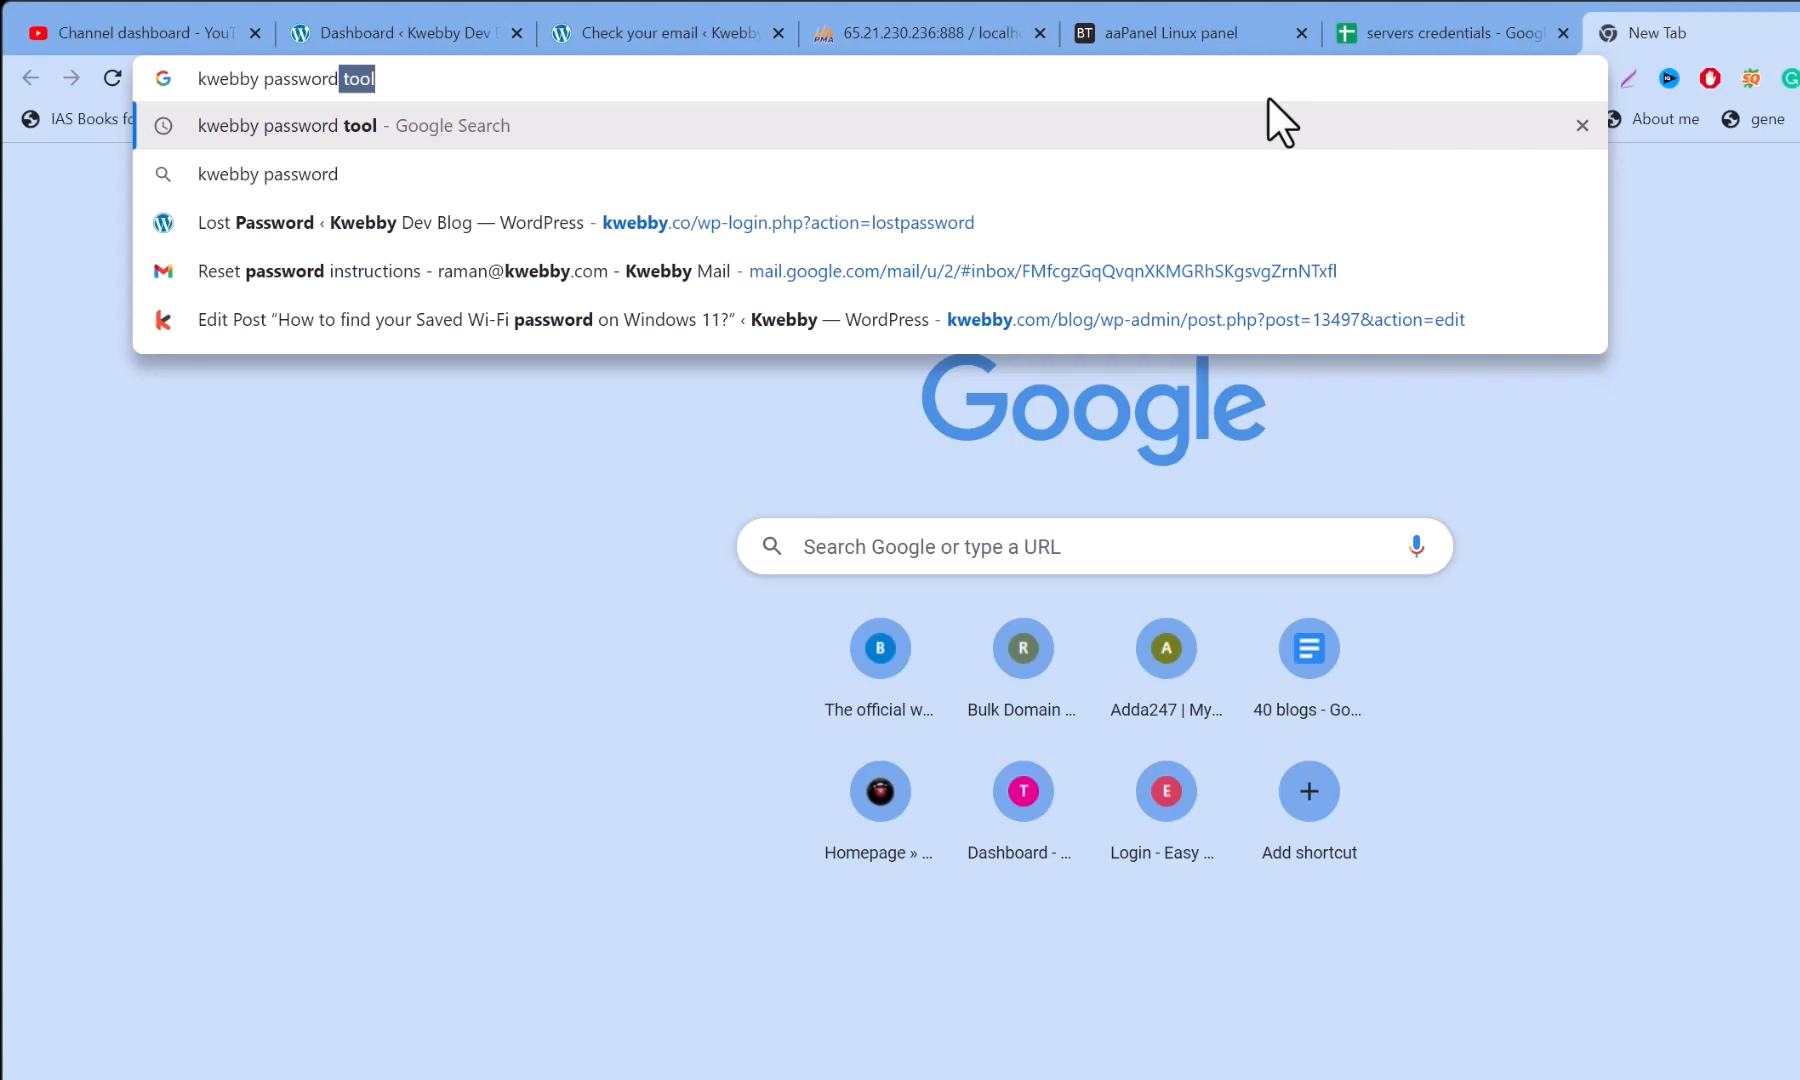 Channel dashboard - YouT
Dashboard ‹ Kwebby Dev B
Check your email ‹ Kwebby
PMA
65.21.230.236:888 / localh
BT
aaPanel Linux panel
servers credentials - Googl
New Tab
kwebby password tool
IAS Books fo
About me
gene
kwebby password tool - Google Search
kwebby password
Lost Password ‹ Kwebby Dev Blog — WordPress - kwebby.co/wp-login.php?action=lostpassword
Reset password instructions - raman@kwebby.com - Kwebby Mail - mail.google.com/mail/u/2/#inbox/FMfcgzGqQvqnXKMGRhSKgsvgZrnNTxfl
Edit Post “How to find your Saved Wi-Fi password on Windows 11?” ‹ Kwebby — WordPress - kwebby.com/blog/wp-admin/post.php?post=13497&action=edit
Google
Search Google or type a URL
B
R
A
The official w...
Bulk Domain ...
Adda247 | My...
40 blogs - Go...
T
E
Homepage » ...
Dashboard - ...
Login - Easy ...
Add shortcut